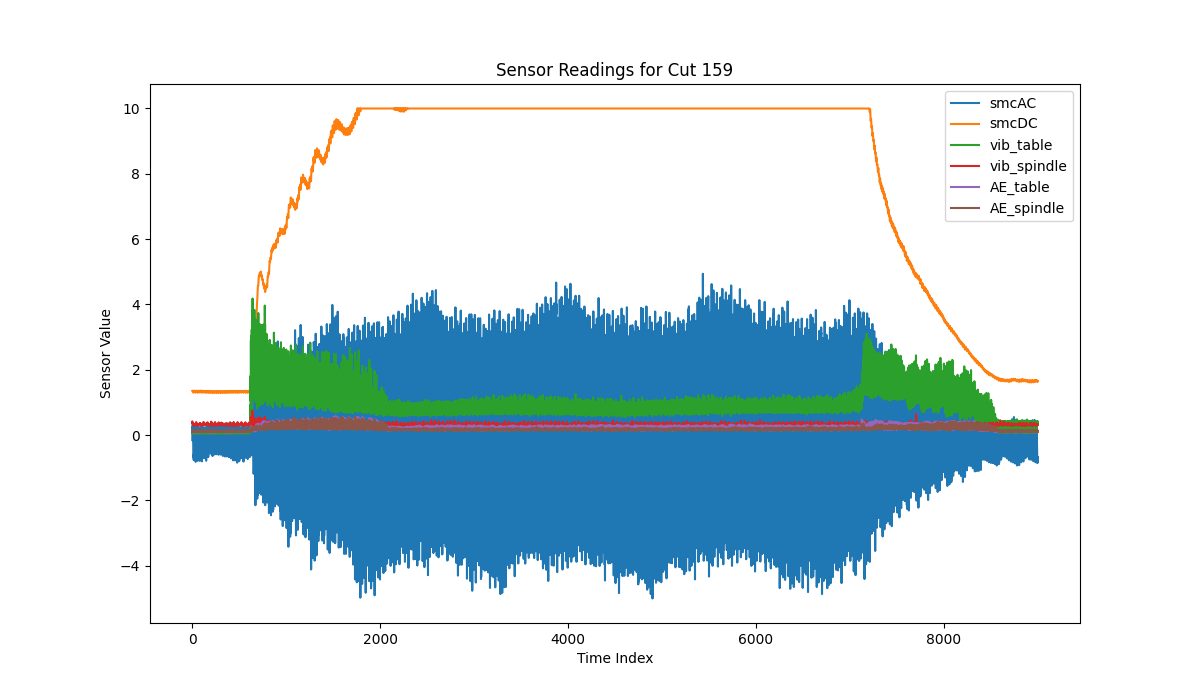 Sensor Readings for Cut 159
smcAC
smcDC
vib_table
vib_spindle
AE_table
AE_spindle
Sensor Value
10
8
6
4
2
0
−2
−4
0 2000 4000 6000 8000
Time Index